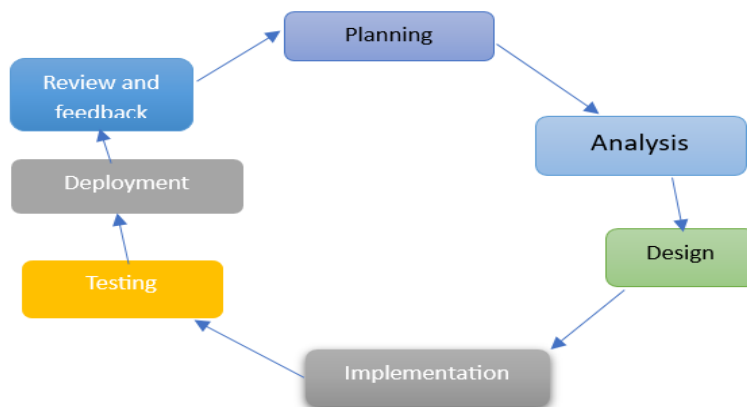 Planning
Review and
feedback
Analysis
Deployment
Design
Testing
Implementation